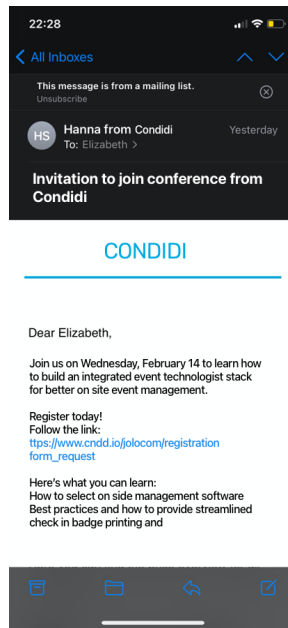 22:28
All Inboxes
This message is from a mailing list.
Unsubscribe
HS
Hanna from Condidi
Yesterday
To: Elizabeth >
Invitation to join conference from
Condidi
CONDIDI
Dear Elizabeth,
Join us on Wednesday, February 14 to learn how
to build an integrated event technologist stack
for better on site event management.
Register today!
Follow the link:
ttps://www.cndd.io/jolocom/registration
form_request
Here's what you can learn:
How to select on side management software
Best practices and how to provide streamlined
check in badge printing and